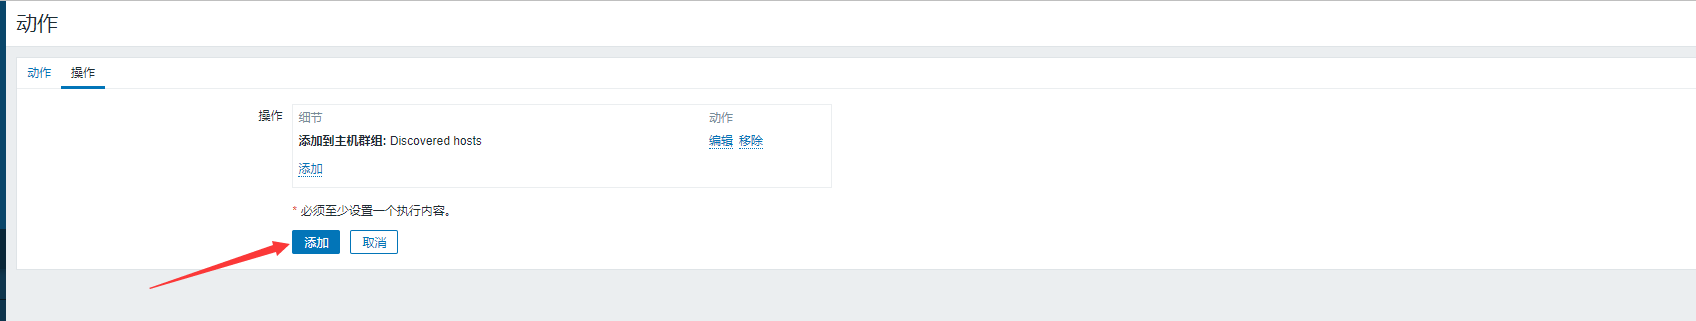 动作
动作 操作
操作 细节 动作
添加到主机群组: Discovered hosts 编辑 移除
添加
* 必须至少设置一个执行内容。
添加 取消